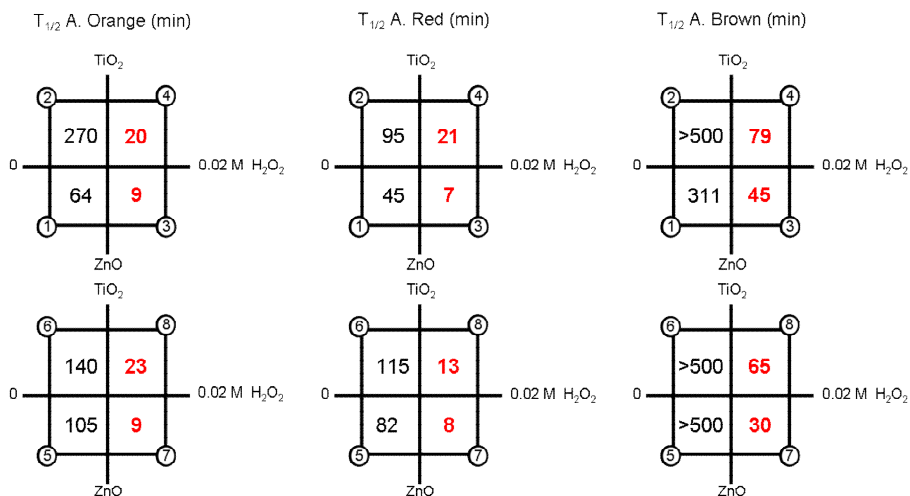 T₁/₂ A. Orange (min) T₁/₂ A. Red (min) T₁/₂ A. Brown (min)
TiO₂ TiO₂ TiO₂
2 4 2 4 2 4
270 20 95 21 >500 79
0 0.02 M H₂O₂ 0 0.02 M H₂O₂ 0 0.02 M H₂O₂
64 9 45 7 311 45
1 3 1 3 1 3
ZnO ZnO ZnO
TiO₂ TiO₂ TiO₂
6 8 6 8 6 8
140 23 115 13 >500 65
0 0.02 M H₂O₂ 0 0.02 M H₂O₂ 0 0.02 M H₂O₂
105 9 82 8 >500 30
5 7 5 7 5 7
ZnO ZnO ZnO